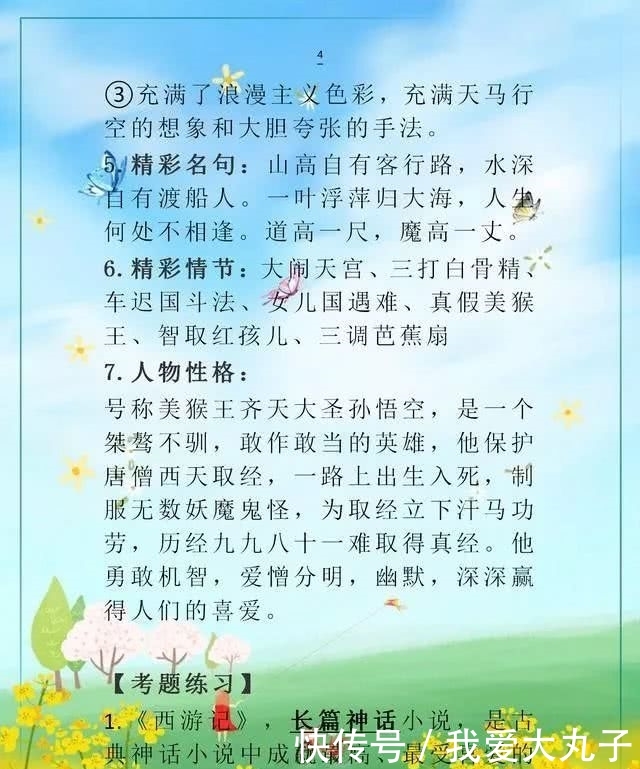 4
③充满了浪漫主义色彩，充满天马行
空的想象和大胆夸张的手法。
5.精彩名句：山高自有客行路，水深
自有渡船人。一叶浮萍归大海，人生
何处不相逢。道高一尺，魔高一丈。
6.精彩情节：大闹天宫、三打白骨精、
车迟国斗法、女儿国遇难、真假美猴
王、智取红孩儿、三调芭蕉扇
7.人物性格：
号称美猴王齐天大圣孙悟空，是一个
桀骜不驯，敢作敢当的英雄，他保护
唐僧西天取经，一路上出生入死，制
服无数妖魔鬼怪，为取经立下汗马功
劳，历经九九八十一难取得真经。他
勇敢机智，爱憎分明，幽默，深深赢
得人们的喜爱。
【考题练习】
1.《西游记》，长篇神话小说，是古
典神话小说中成就最高、最受
快传号/我爱大丸子